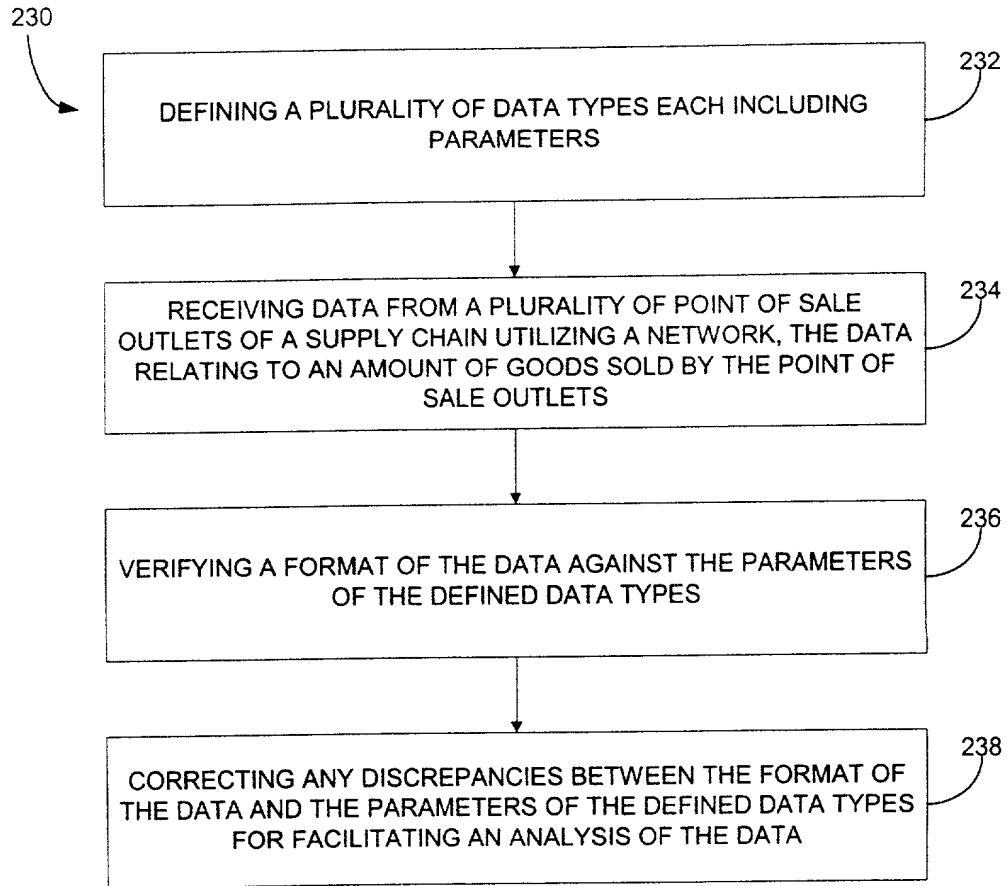 230
232
DEFINING A PLURALITY OF DATA TYPES EACH INCLUDING
PARAMETERS
234
RECEIVING DATA FROM A PLURALITY OF POINT OF SALE
OUTLETS OF A SUPPLY CHAIN UTILIZING A NETWORK, THE DATA
RELATING TO AN AMOUNT OF GOODS SOLD BY THE POINT OF
SALE OUTLETS
236
VERIFYING A FORMAT OF THE DATA AGAINST THE PARAMETERS
OF THE DEFINED DATA TYPES
238
CORRECTING ANY DISCREPANCIES BETWEEN THE FORMAT OF
THE DATA AND THE PARAMETERS OF THE DEFINED DATA TYPES
FOR FACILITATING AN ANALYSIS OF THE DATA